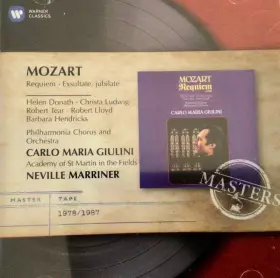 WARNER
CLASSICS
MOZART
Requiem · Exsultate, jubilate
Helen Donath · Christa Ludwig
Robert Tear · Robert Lloyd
Barbara Hendricks
Philharmonia Chorus and
Orchestra
CARLO MARIA GIULINI
Academy of St Martin in the Fields
NEVILLE MARRINER
MOZART
Requiem
CARLO MARIA GIULINI
MASTERS
MASTER TAPE
1979/1987